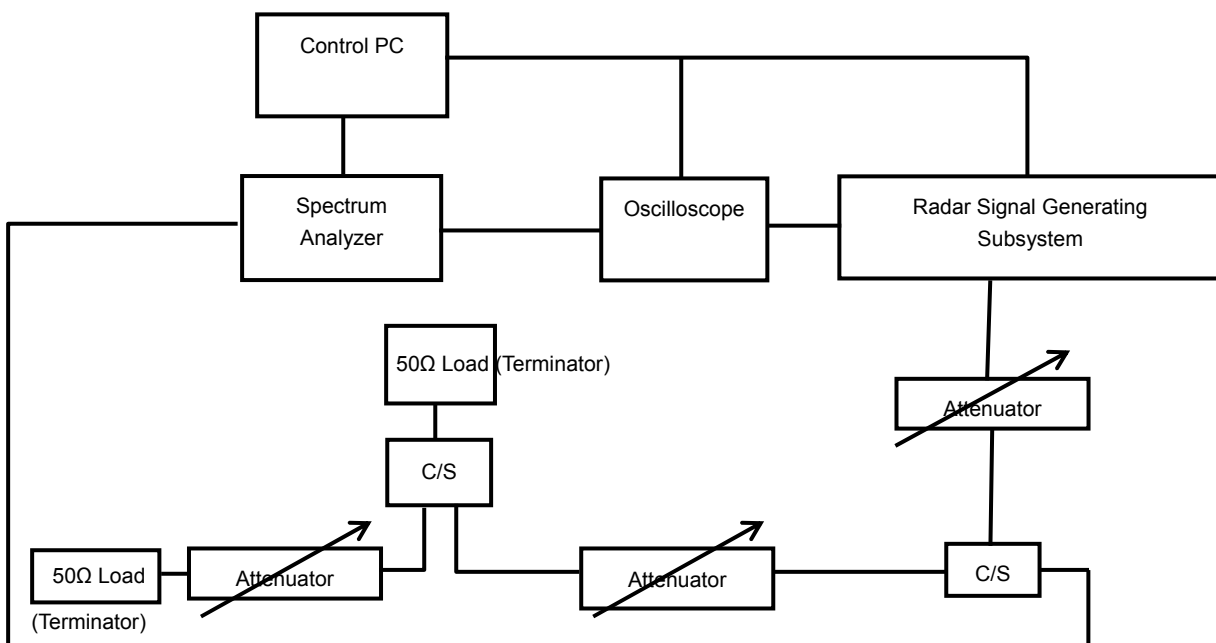 Control PC
Spectrum
Analyzer
Oscilloscope
Radar Signal Generating
Subsystem
50Ω Load (Terminator)
Attenuator
C/S
50Ω Load
(Terminator)
Attenuator
Attenuator
C/S